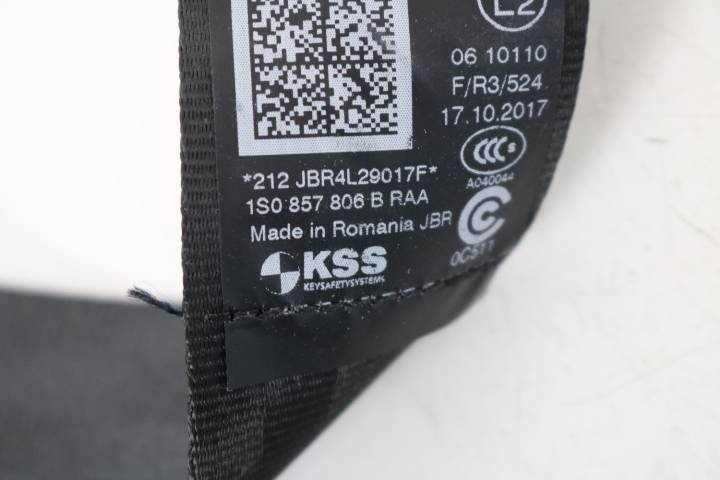 E2
06 10110
F/R3/524
17.10.2017
CCC S
A040044
*212 JBR4L29017F*
1S0 857 806 B RAA
Made in Romania JBR
0C511
KSS
KEYSAFETYSYSTEMS